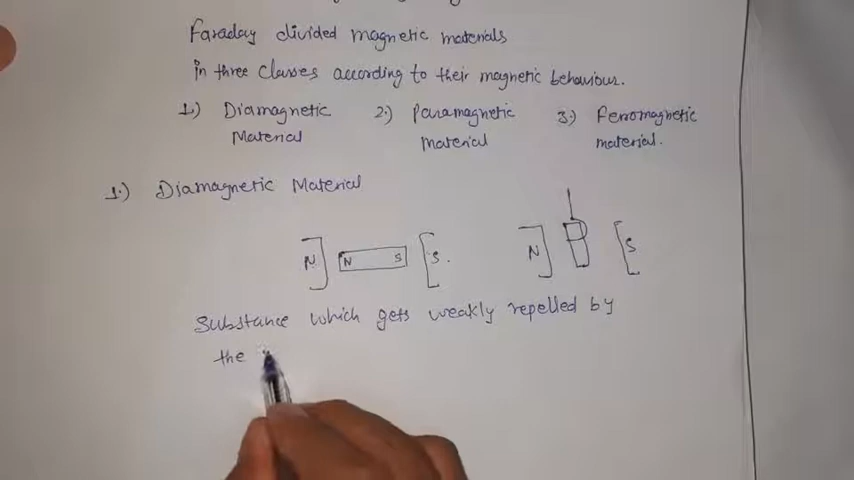 Faraday divided magnetic materials
in three classes according to their magnetic behaviour.
1.) Diamagnetic Material 2.) Paramagnetic material 3.) Ferromagnetic material.
1.) Diamagnetic Material
N N S S. N S
Substance which gets weakly repelled by
the